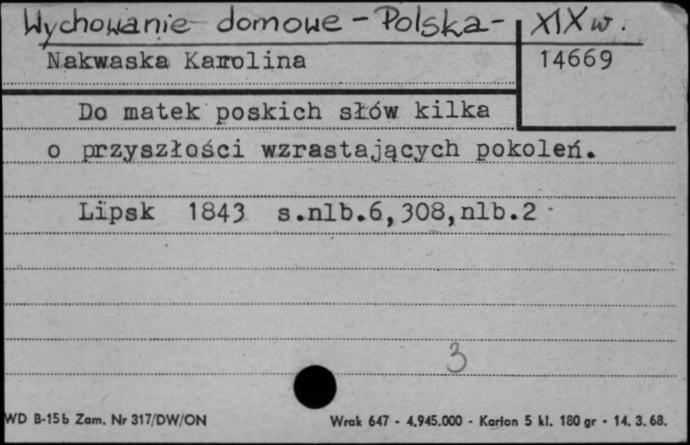 Wychowanie domowe - Polska - XIX w.
Nakwaska Karolina 14669
Do matek poskich słów kilka
o przyszłości wzrastających pokoleń.
Lipsk 1843 s.nlb.6,308,nlb.2
3
WD B-15b Zam. Nr 317/DW/ON Wrak 647 - 4.945.000 - Karton 5 kl. 180 gr - 14. 3. 68.